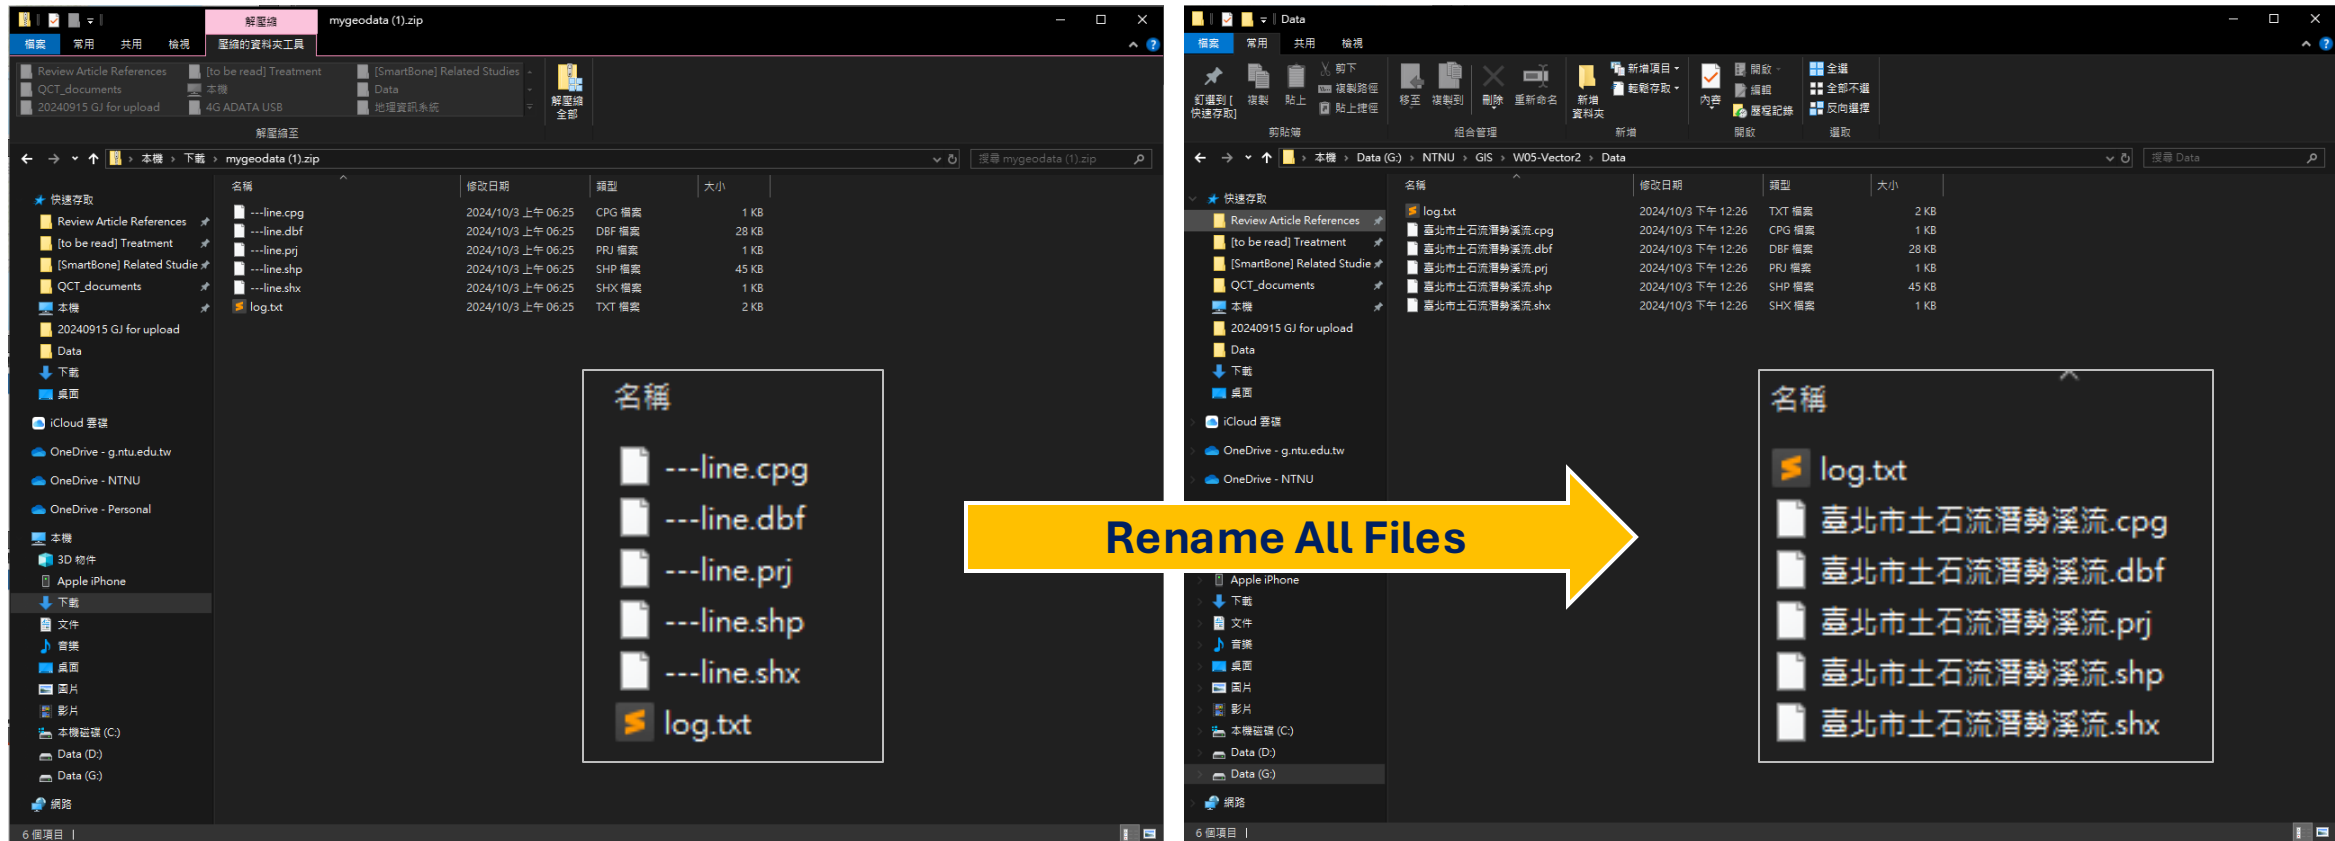 解壓縮
mygeodata (1).zip
檔案
常用
共用
檢視
壓縮的資料夾工具
Review Article References
[to be read] Treatment
[SmartBone] Related Studies
QCT_documents
本機
Data
20240915 GJ for upload
4G ADATA USB
地理資訊系統
解壓縮
全部
解壓縮至
本機 › 下載 › mygeodata (1).zip
搜尋 mygeodata (1).zip
名稱
修改日期
類型
大小
---line.cpg 2024/10/3 上午 06:25 CPG 檔案 1 KB
---line.dbf 2024/10/3 上午 06:25 DBF 檔案 28 KB
---line.prj 2024/10/3 上午 06:25 PRJ 檔案 1 KB
---line.shp 2024/10/3 上午 06:25 SHP 檔案 45 KB
---line.shx 2024/10/3 上午 06:25 SHX 檔案 1 KB
log.txt 2024/10/3 上午 06:25 TXT 檔案 2 KB
快速存取
Review Article References
[to be read] Treatment
[SmartBone] Related Studie
QCT_documents
本機
20240915 GJ for upload
Data
下載
桌面
iCloud 雲碟
OneDrive - g.ntu.edu.tw
OneDrive - NTNU
OneDrive - Personal
本機
3D 物件
Apple iPhone
下載
文件
音樂
桌面
圖片
影片
本機磁碟 (C:)
Data (D:)
Data (G:)
網路
6 個項目
名稱
---line.cpg
---line.dbf
---line.prj
---line.shp
---line.shx
log.txt
Rename All Files
Data
檔案
常用
共用
檢視
釘選到 [
快速存取]
複製
貼上
剪下
複製路徑
貼上捷徑
剪貼簿
移至
複製到
刪除
重新命名
組合管理
新增
資料夾
新增項目
輕鬆存取
新增
內容
開啟
編輯
歷程記錄
開啟
全選
全部不選
反向選擇
選取
本機 › Data (G:) › NTNU › GIS › W05-Vector2 › Data
搜尋 Data
名稱
修改日期
類型
大小
log.txt 2024/10/3 下午 12:26 TXT 檔案 2 KB
臺北市土石流潛勢溪流.cpg 2024/10/3 下午 12:26 CPG 檔案 1 KB
臺北市土石流潛勢溪流.dbf 2024/10/3 下午 12:26 DBF 檔案 28 KB
臺北市土石流潛勢溪流.prj 2024/10/3 下午 12:26 PRJ 檔案 1 KB
臺北市土石流潛勢溪流.shp 2024/10/3 下午 12:26 SHP 檔案 45 KB
臺北市土石流潛勢溪流.shx 2024/10/3 下午 12:26 SHX 檔案 1 KB
快速存取
Review Article References
[to be read] Treatment
[SmartBone] Related Studie
QCT_documents
本機
20240915 GJ for upload
Data
下載
桌面
iCloud 雲碟
OneDrive - g.ntu.edu.tw
OneDrive - NTNU
Apple iPhone
下載
文件
音樂
桌面
圖片
影片
本機磁碟 (C:)
Data (D:)
Data (G:)
網路
6 個項目
名稱
log.txt
臺北市土石流潛勢溪流.cpg
臺北市土石流潛勢溪流.dbf
臺北市土石流潛勢溪流.prj
臺北市土石流潛勢溪流.shp
臺北市土石流潛勢溪流.shx